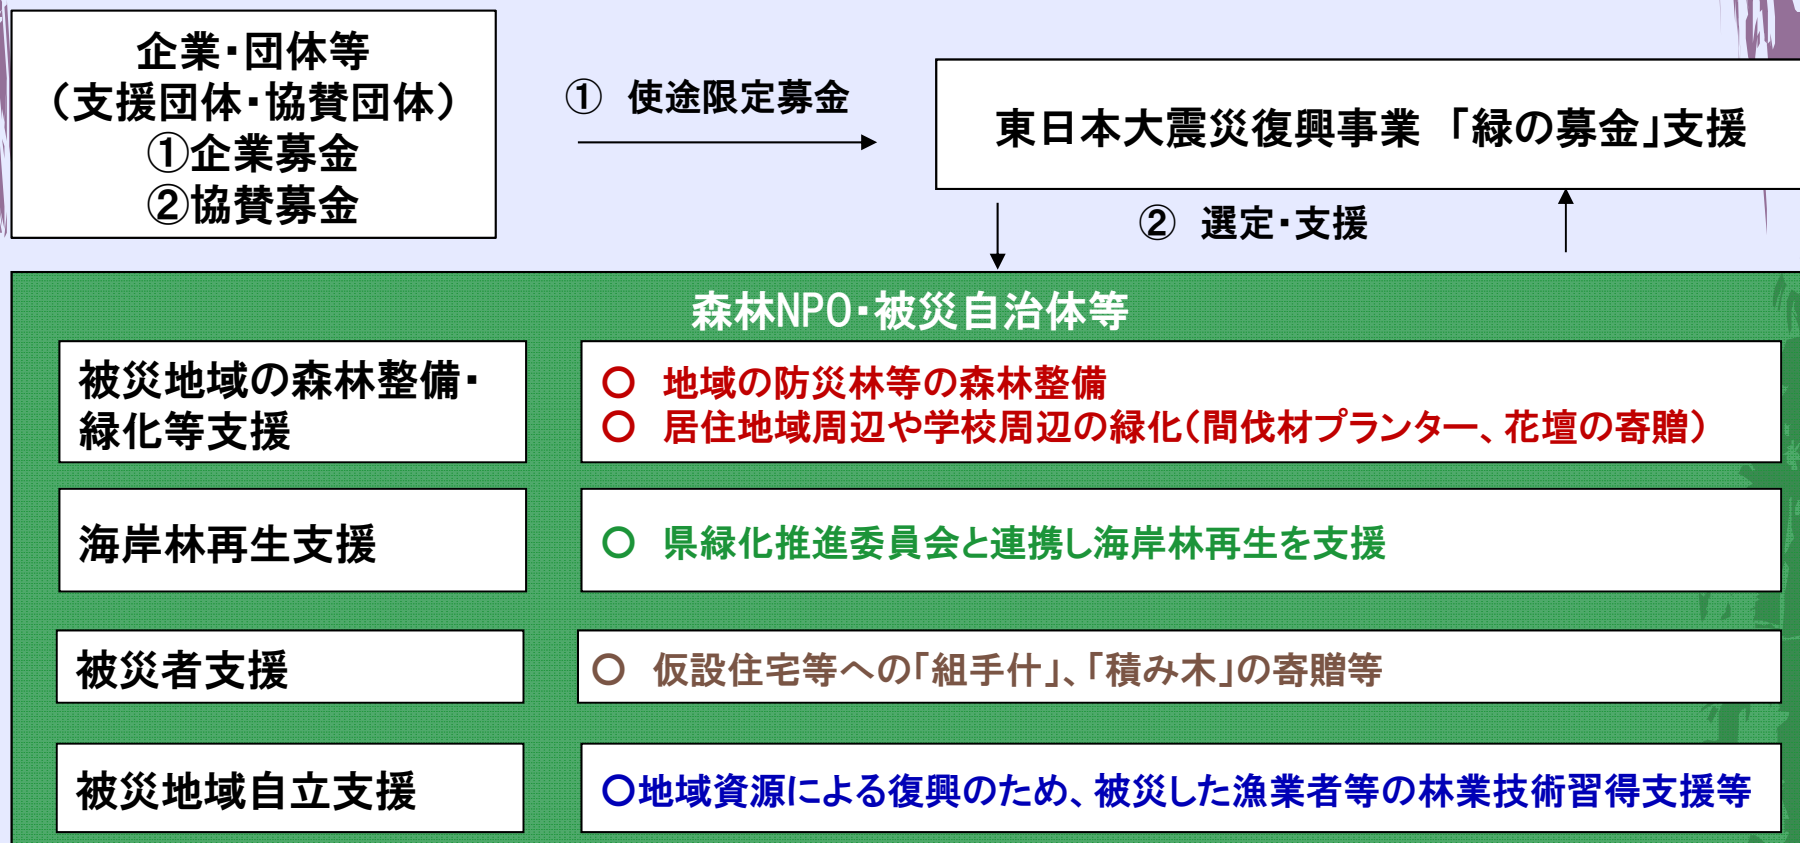 企業・団体等
（支援団体・協賛団体）
①企業募金
②協賛募金
① 使途限定募金
東日本大震災復興事業 「緑の募金」支援
② 選定・支援
森林NPO・被災自治体等
被災地域の森林整備・
緑化等支援
○ 地域の防災林等の森林整備
○ 居住地域周辺や学校周辺の緑化（間伐材プランター、花壇の寄贈）
海岸林再生支援
○ 県緑化推進委員会と連携し海岸林再生を支援
被災者支援
○ 仮設住宅等への「組手什」、「積み木」の寄贈等
被災地域自立支援
○地域資源による復興のため、被災した漁業者等の林業技術習得支援等